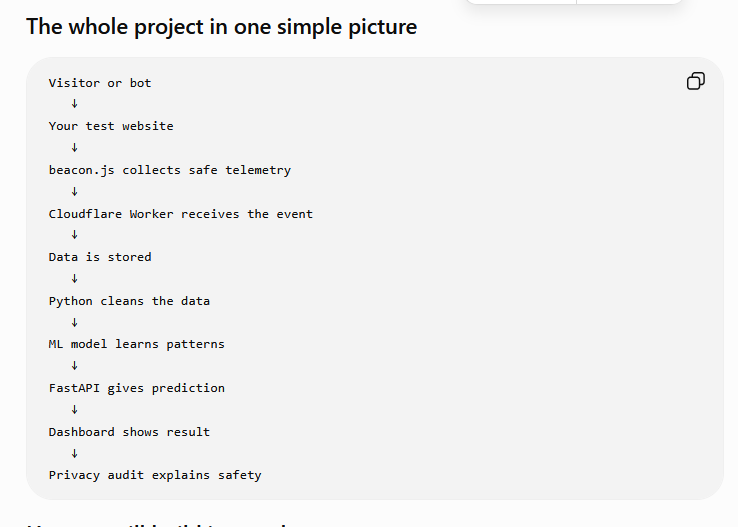 The whole project in one simple picture
Visitor or bot
↓
Your test website
↓
beacon.js collects safe telemetry
↓
Cloudflare Worker receives the event
↓
Data is stored
↓
Python cleans the data
↓
ML model learns patterns
↓
FastAPI gives prediction
↓
Dashboard shows result
↓
Privacy audit explains safety